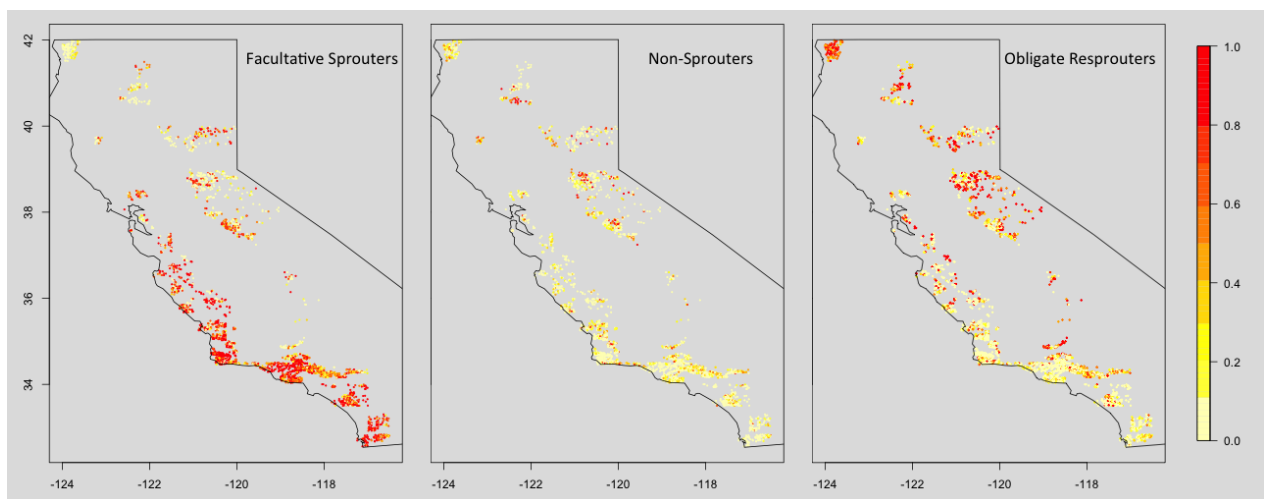 Facultative Sprouters
Non-Sprouters
Obligate Resprouters
42
40
38
36
34
-124 -122 -120 -118
-124 -122 -120 -118
-124 -122 -120 -118
1.0
0.8
0.6
0.4
0.2
0.0